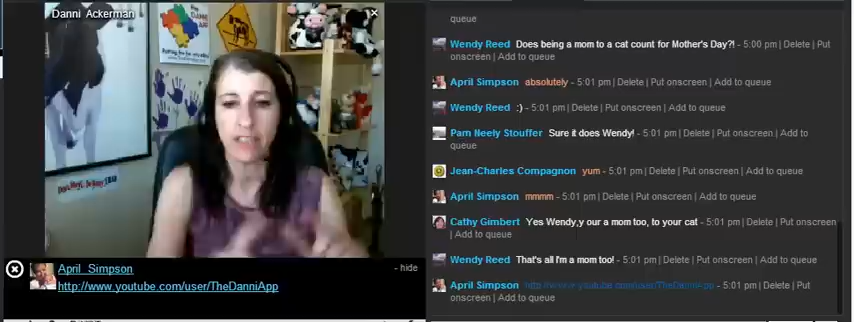 Danni Ackerman
queue
Wendy Reed Does being a mom to a cat count for Mother's Day?! - 5:00 pm | Delete | Put
onscreen | Add to queue
April Simpson absolutely - 5:01 pm | Delete | Put onscreen | Add to queue
Wendy Reed :) - 5:01 pm | Delete | Put onscreen | Add to queue
Pam Neely Stouffer Sure it does Wendy! - 5:01 pm | Delete | Put onscreen | Add to
queue
Jean-Charles Compagnon yum - 5:01 pm | Delete | Put onscreen | Add to queue
April Simpson mmmm - 5:01 pm | Delete | Put onscreen | Add to queue
Cathy Gimbert Yes Wendy,y our a mom too, to your cat - 5:01 pm | Delete | Put onscreen
| Add to queue
Wendy Reed That's all I'm a mom too! - 5:01 pm | Delete | Put onscreen | Add to queue
April Simpson http://www.youtube.com/user/TheDanniApp - 5:01 pm | Delete | Put
onscreen | Add to queue
April Simpson - hide
http://www.youtube.com/user/TheDanniApp